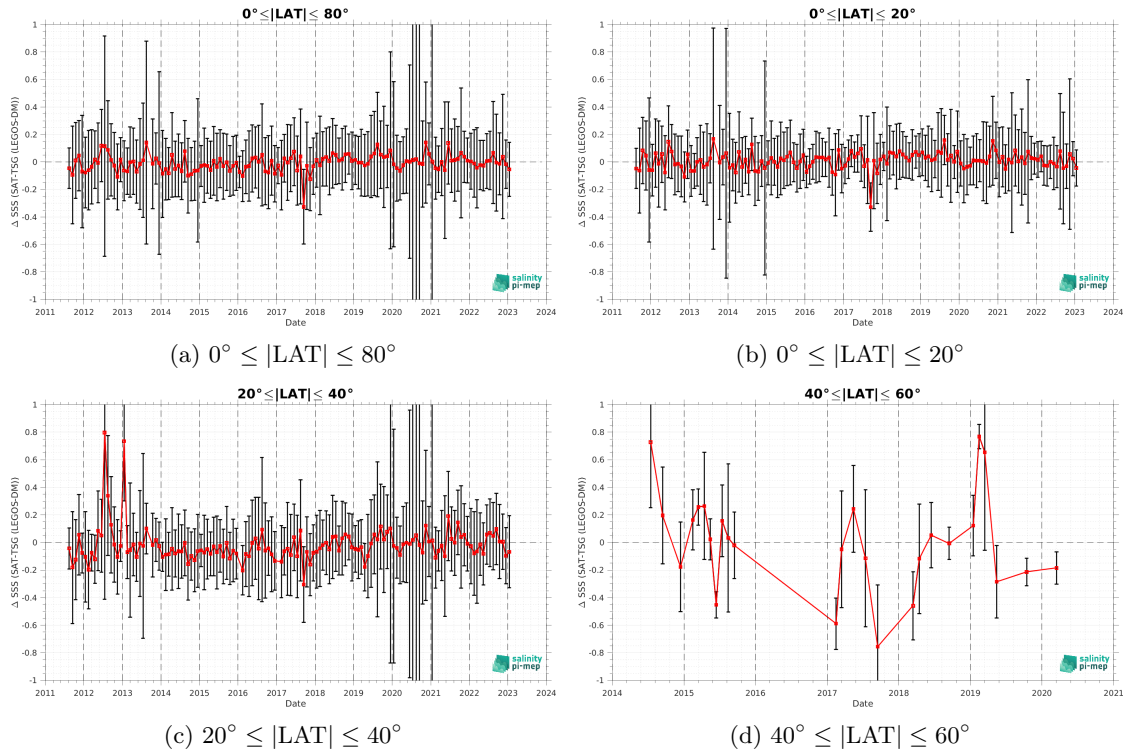 0°≤|LAT|≤ 80°
Δ SSS (SAT-TSG (LEGOS-DM))
1
0.8
0.6
0.4
0.2
0
-0.2
-0.4
-0.6
-0.8
-1
salinity
pi-mep
2011 2012 2013 2014 2015 2016 2017 2018 2019 2020 2021 2022 2023 2024
Date
(a) 0° ≤ |LAT| ≤ 80°
0°≤|LAT|≤ 20°
Δ SSS (SAT-TSG (LEGOS-DM))
1
0.8
0.6
0.4
0.2
0
-0.2
-0.4
-0.6
-0.8
-1
salinity
pi-mep
2011 2012 2013 2014 2015 2016 2017 2018 2019 2020 2021 2022 2023 2024
Date
(b) 0° ≤ |LAT| ≤ 20°
20°≤|LAT|≤ 40°
Δ SSS (SAT-TSG (LEGOS-DM))
1
0.8
0.6
0.4
0.2
0
-0.2
-0.4
-0.6
-0.8
-1
salinity
pi-mep
2011 2012 2013 2014 2015 2016 2017 2018 2019 2020 2021 2022 2023 2024
Date
(c) 20° ≤ |LAT| ≤ 40°
40°≤|LAT|≤ 60°
Δ SSS (SAT-TSG (LEGOS-DM))
1
0.8
0.6
0.4
0.2
0
-0.2
-0.4
-0.6
-0.8
-1
salinity
pi-mep
2014 2015 2016 2017 2018 2019 2020 2021
Date
(d) 40° ≤ |LAT| ≤ 60°